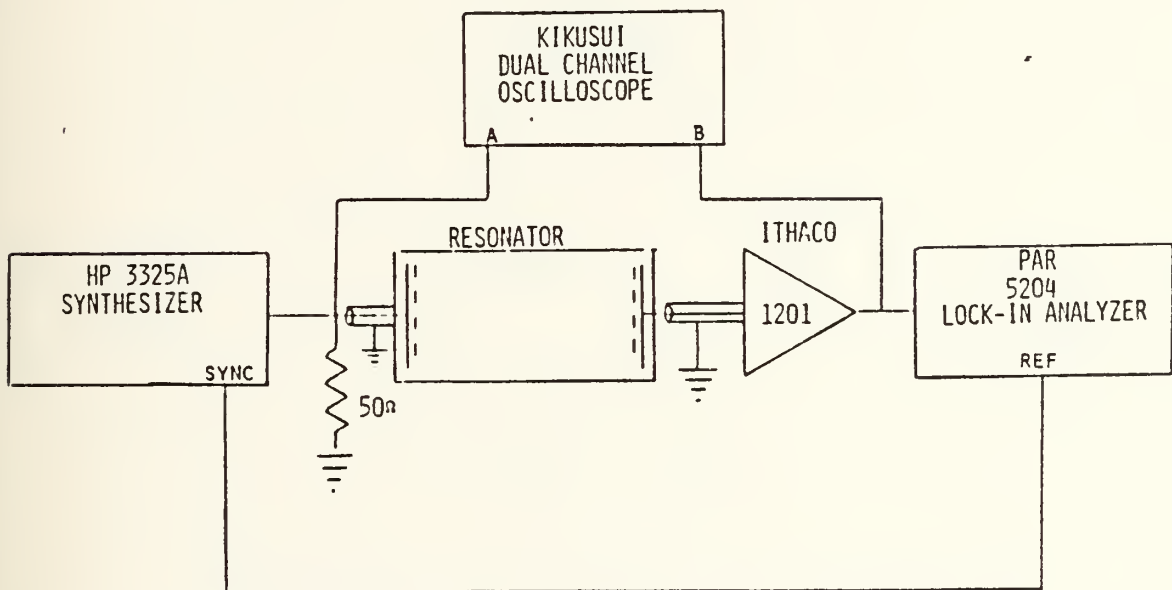 KIKUSUI
DUAL CHANNEL
OSCILLOSCOPE
A
B
RESONATOR
ITHACO
HP 3325A
SYNTHESIZER
SYNC
50Ω
1201
PAR
5204
LOCK-IN ANALYZER
REF